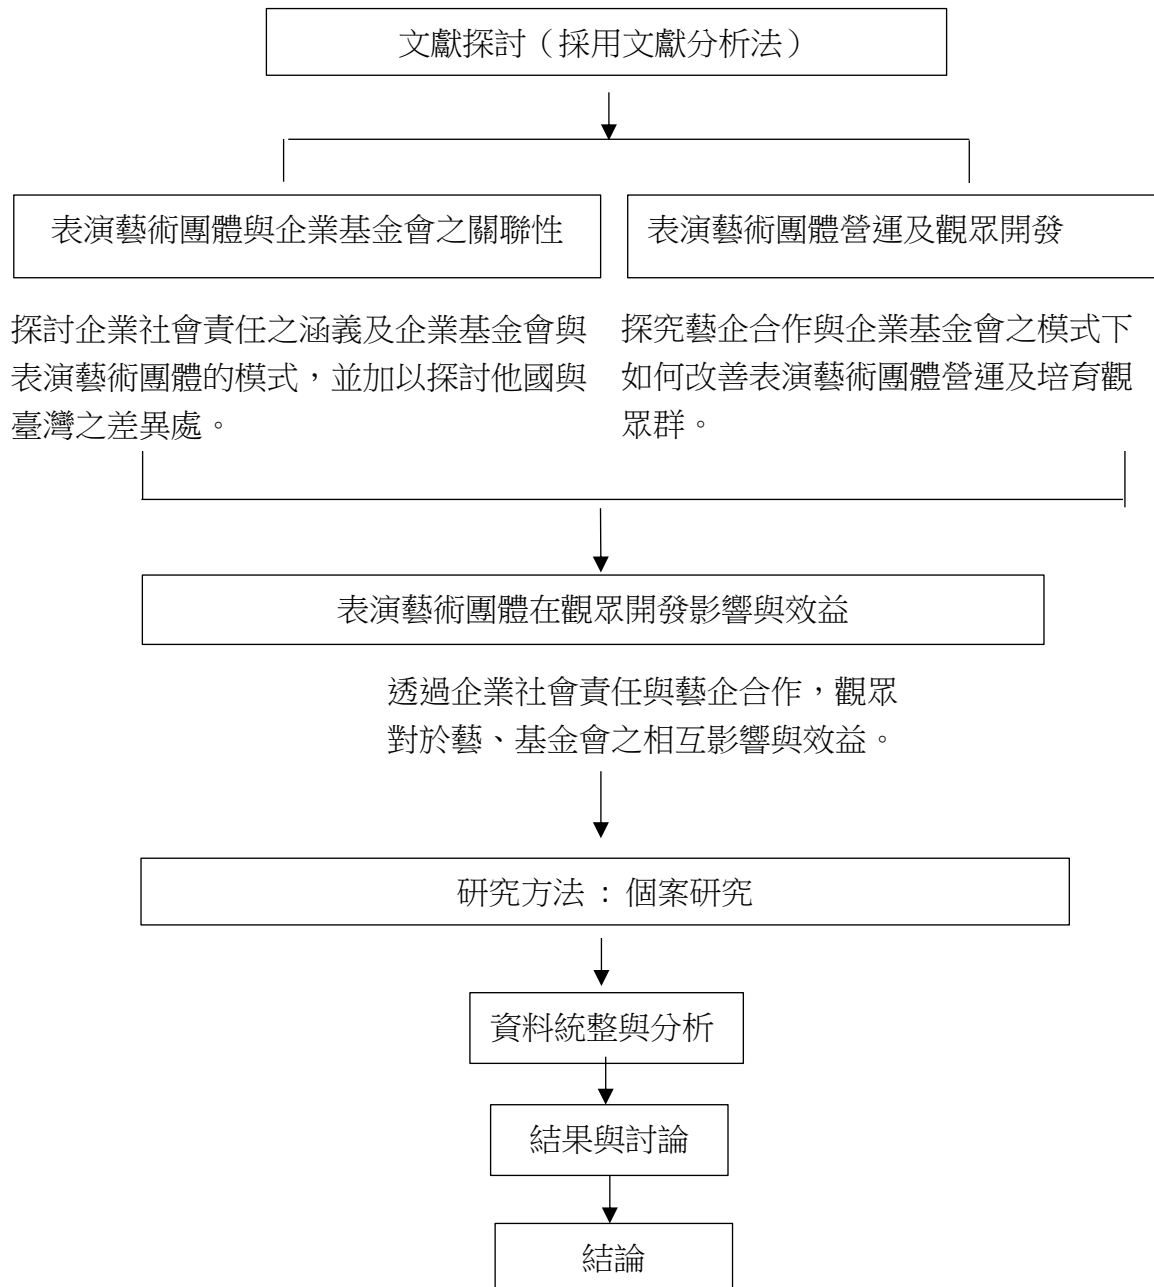 文獻探討（採用文獻分析法）
表演藝術團體與企業基金會之關聯性
表演藝術團體營運及觀眾開發
探討企業社會責任之涵義及企業基金會與
表演藝術團體的模式，並加以探討他國與
臺灣之差異處。
探究藝企合作與企業基金會之模式下
如何改善表演藝術團體營運及培育觀
眾群。
表演藝術團體在觀眾開發影響與效益
透過企業社會責任與藝企合作，觀眾
對於藝、基金會之相互影響與效益。
研究方法：個案研究
資料統整與分析
結果與討論
結論